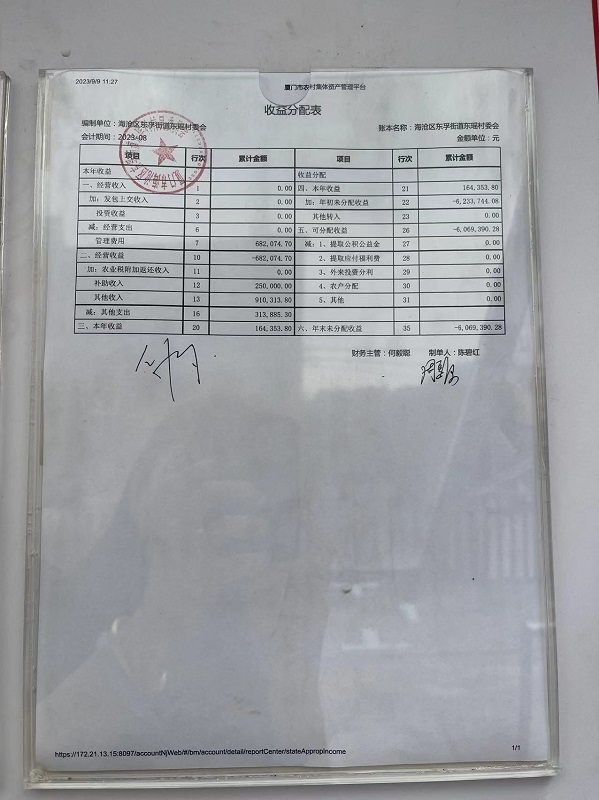 2023/9/9 11:27
厦门市农村集体资产管理平台
收益分配表
编制单位：海沧区东孚街道东瑶村委会
账本名称：海沧区东孚街道东瑶村委会
会计期间：2023-08
金额单位：元
项目 行次 累计金额 项目 行次 累计金额
本年收益 收益分配
一、经营收入 1 0.00 四、本年收益 21 164,353.80
加：发包上交收入 2 0.00 加：年初未分配收益 22 -6,233,744.08
投资收益 3 0.00 其他转入 23 0.00
减：经营支出 6 0.00 五、可分配收益 26 -6,069,390.28
管理费用 7 682,074.70 减：1、提取公积公益金 27 0.00
二、经营收益 10 -682,074.70 2、提取应付福利费 28 0.00
加：农业税附加返还收入 11 0.00 3、外来投资分利 29 0.00
补助收入 12 250,000.00 4、农户分配 30 0.00
其他收入 13 910,313.80 5、其他 31 0.00
减：其他支出 16 313,885.30
三、本年收益 20 164,353.80 六、年末未分配收益 35 -6,069,390.28
财务主管：何毅聪 制单人：陈碧红
https://172.21.13.15:8097/accountNjWeb/#/bm/account/detail/reportCenter/stateAppropIncome
1/1